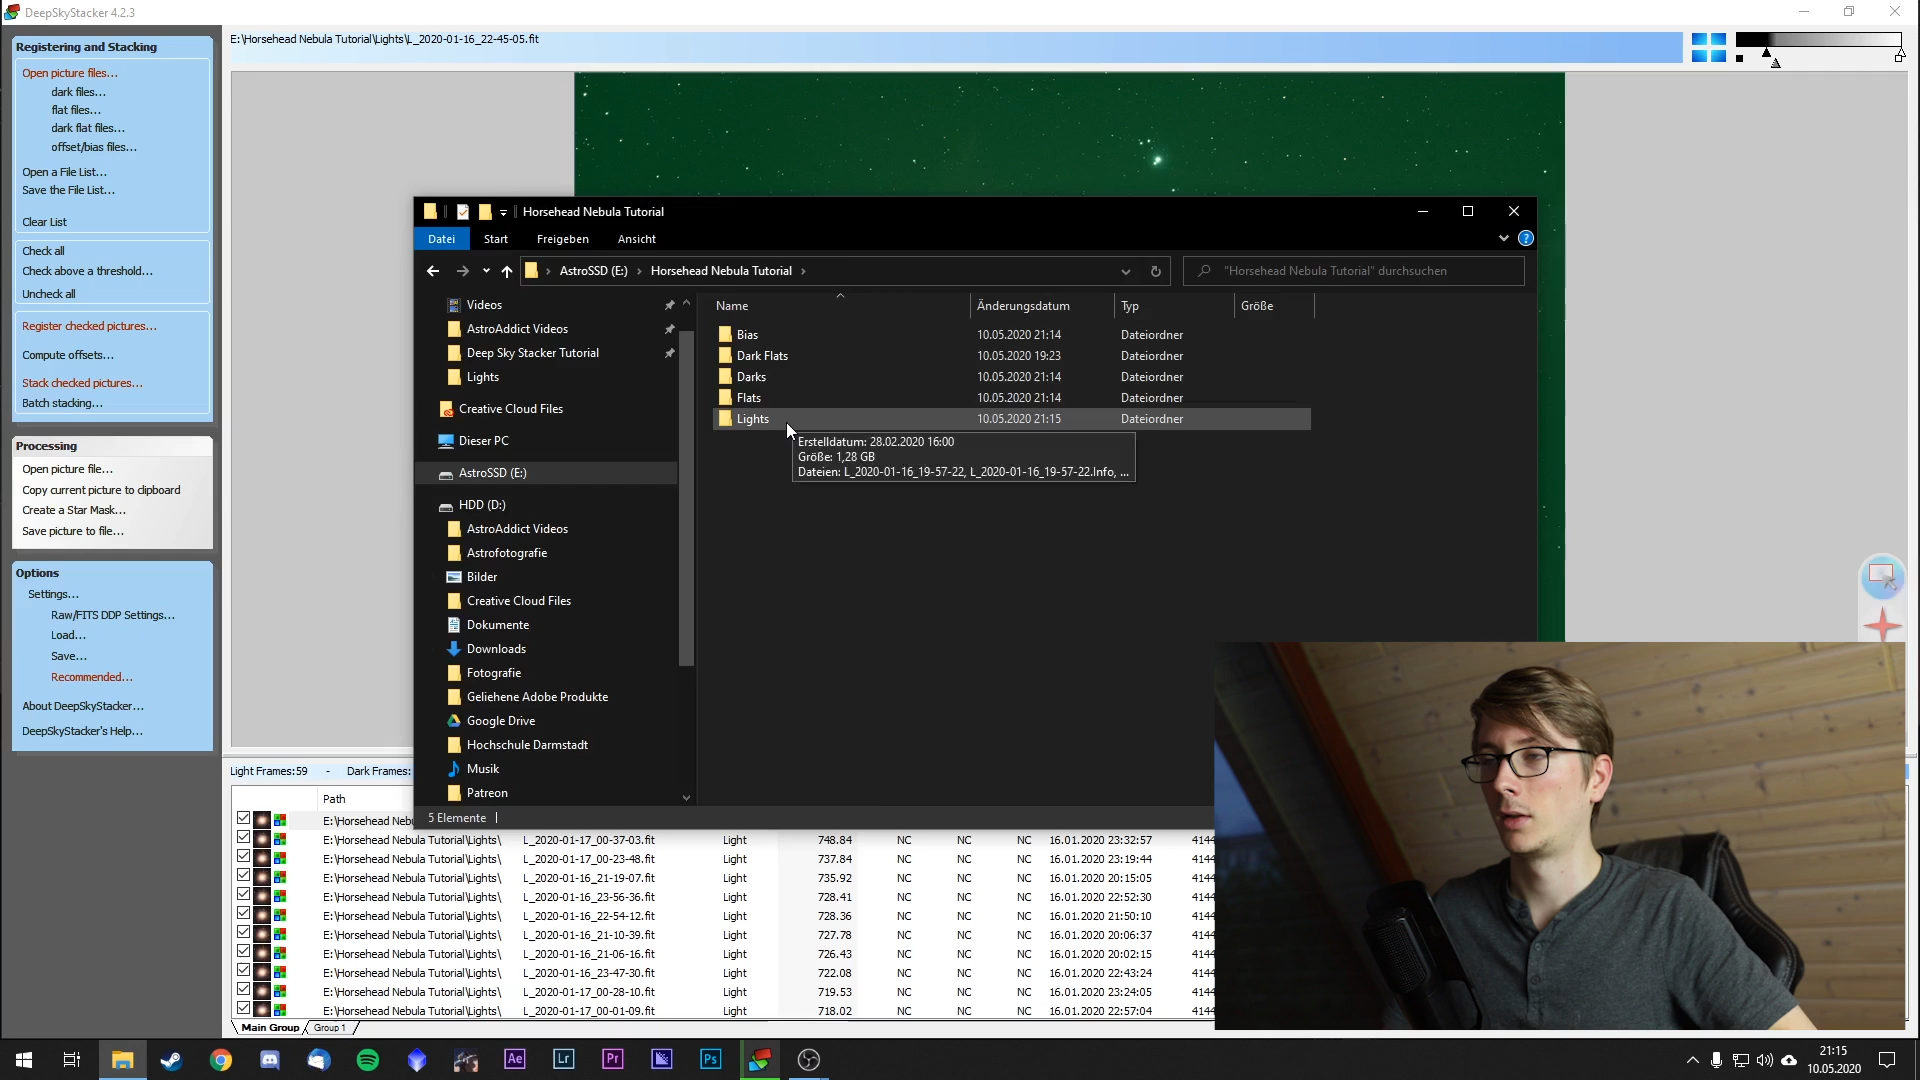 DeepSkyStacker 4.2.3
Registering and Stacking
Open picture files...
dark files...
flat files...
dark flat files...
offset/bias files...
Open a File List...
Save the File List...
Clear List
Check all
Check above a threshold...
Uncheck all
Register checked pictures...
Compute offsets...
Stack checked pictures...
Batch stacking...
Processing
Open picture file...
Copy current picture to clipboard
Create a Star Mask...
Save picture to file...
Options
Settings...
Raw/FITS DDP Settings...
Load...
Save...
Recommended...
About DeepSkyStacker...
DeepSkyStacker's Help...
E:\Horsehead Nebula Tutorial\Lights\L_2020-01-16_22-45-05.fit
Horsehead Nebula Tutorial
Datei Start Freigeben Ansicht
AstroSSD (E:) › Horsehead Nebula Tutorial ›
"Horsehead Nebula Tutorial" durchsuchen
Videos
AstroAddict Videos
Deep Sky Stacker Tutorial
Lights
Creative Cloud Files
Dieser PC
AstroSSD (E:)
HDD (D:)
AstroAddict Videos
Astrofotografie
Bilder
Creative Cloud Files
Dokumente
Downloads
Fotografie
Geliehene Adobe Produkte
Google Drive
Hochschule Darmstadt
Musik
Patreon
Name Änderungsdatum Typ Größe
Bias 10.05.2020 21:14 Dateiordner
Dark Flats 10.05.2020 19:23 Dateiordner
Darks 10.05.2020 21:14 Dateiordner
Flats 10.05.2020 21:14 Dateiordner
Lights 10.05.2020 21:15 Dateiordner
Erstelldatum: 28.02.2020 16:00
Größe: 1,28 GB
Dateien: L_2020-01-16_19-57-22, L_2020-01-16_19-57-22.Info, ...
5 Elemente
Light Frames:59 - Dark Frames:
Path
E:\Horsehead Neb
E:\Horsehead Nebula Tutorial\Lights\ L_2020-01-17_00-37-03.fit Light 748.84 NC NC NC 16.01.2020 23:32:57 4144
E:\Horsehead Nebula Tutorial\Lights\ L_2020-01-17_00-23-48.fit Light 737.84 NC NC NC 16.01.2020 23:19:44 4144
E:\Horsehead Nebula Tutorial\Lights\ L_2020-01-16_21-19-07.fit Light 735.92 NC NC NC 16.01.2020 20:15:05 4144
E:\Horsehead Nebula Tutorial\Lights\ L_2020-01-16_23-56-36.fit Light 728.41 NC NC NC 16.01.2020 22:52:30 4144
E:\Horsehead Nebula Tutorial\Lights\ L_2020-01-16_22-54-12.fit Light 728.36 NC NC NC 16.01.2020 21:50:10 4144
E:\Horsehead Nebula Tutorial\Lights\ L_2020-01-16_21-10-39.fit Light 727.78 NC NC NC 16.01.2020 20:06:37 4144
E:\Horsehead Nebula Tutorial\Lights\ L_2020-01-16_21-06-16.fit Light 726.43 NC NC NC 16.01.2020 20:02:15 4144
E:\Horsehead Nebula Tutorial\Lights\ L_2020-01-16_23-47-30.fit Light 722.08 NC NC NC 16.01.2020 22:43:24 4144
E:\Horsehead Nebula Tutorial\Lights\ L_2020-01-17_00-28-10.fit Light 719.53 NC NC NC 16.01.2020 23:24:05 4144
E:\Horsehead Nebula Tutorial\Lights\ L_2020-01-17_00-01-09.fit Light 718.02 NC NC NC 16.01.2020 22:57:04 4144
Main Group Group 1
Ae Lr Pr Ps
21:15
10.05.2020